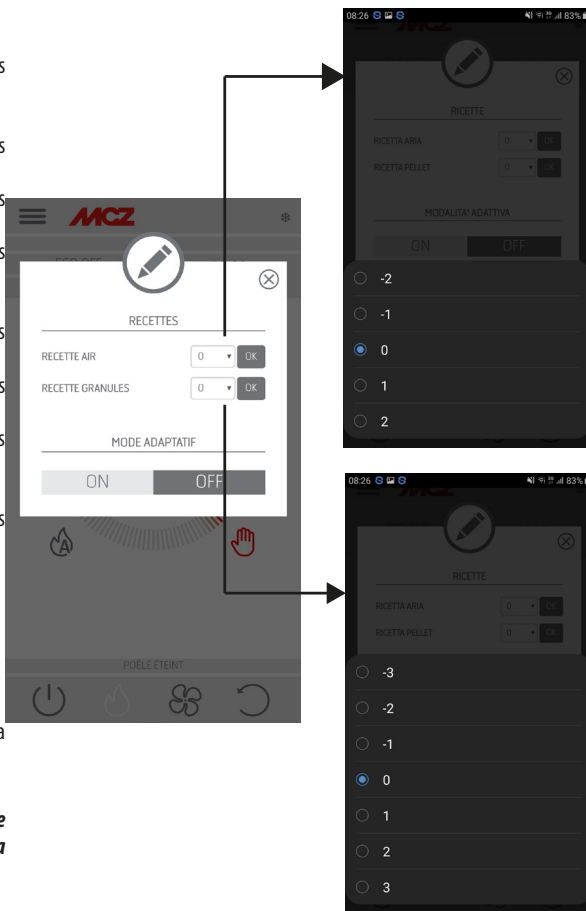 s
s
s
s
s
s
s
s
a
e
a
MCZ
RECETTES
RECETTE AIR 0 OK
RECETTE GRANULES 0 OK
MODE ADAPTATIF
ON OFF
A
POÊLE ÉTEINT
08:26 83%
RICETTE
RICETTA ARIA 0 OK
RICETTA PELLET 0 OK
MODALITA' ADATTIVA
ON OFF
-2
-1
0
1
2
08:26 83%
RICETTE
RICETTA ARIA 0 OK
RICETTA PELLET 0 OK
-3
-2
-1
0
1
2
3